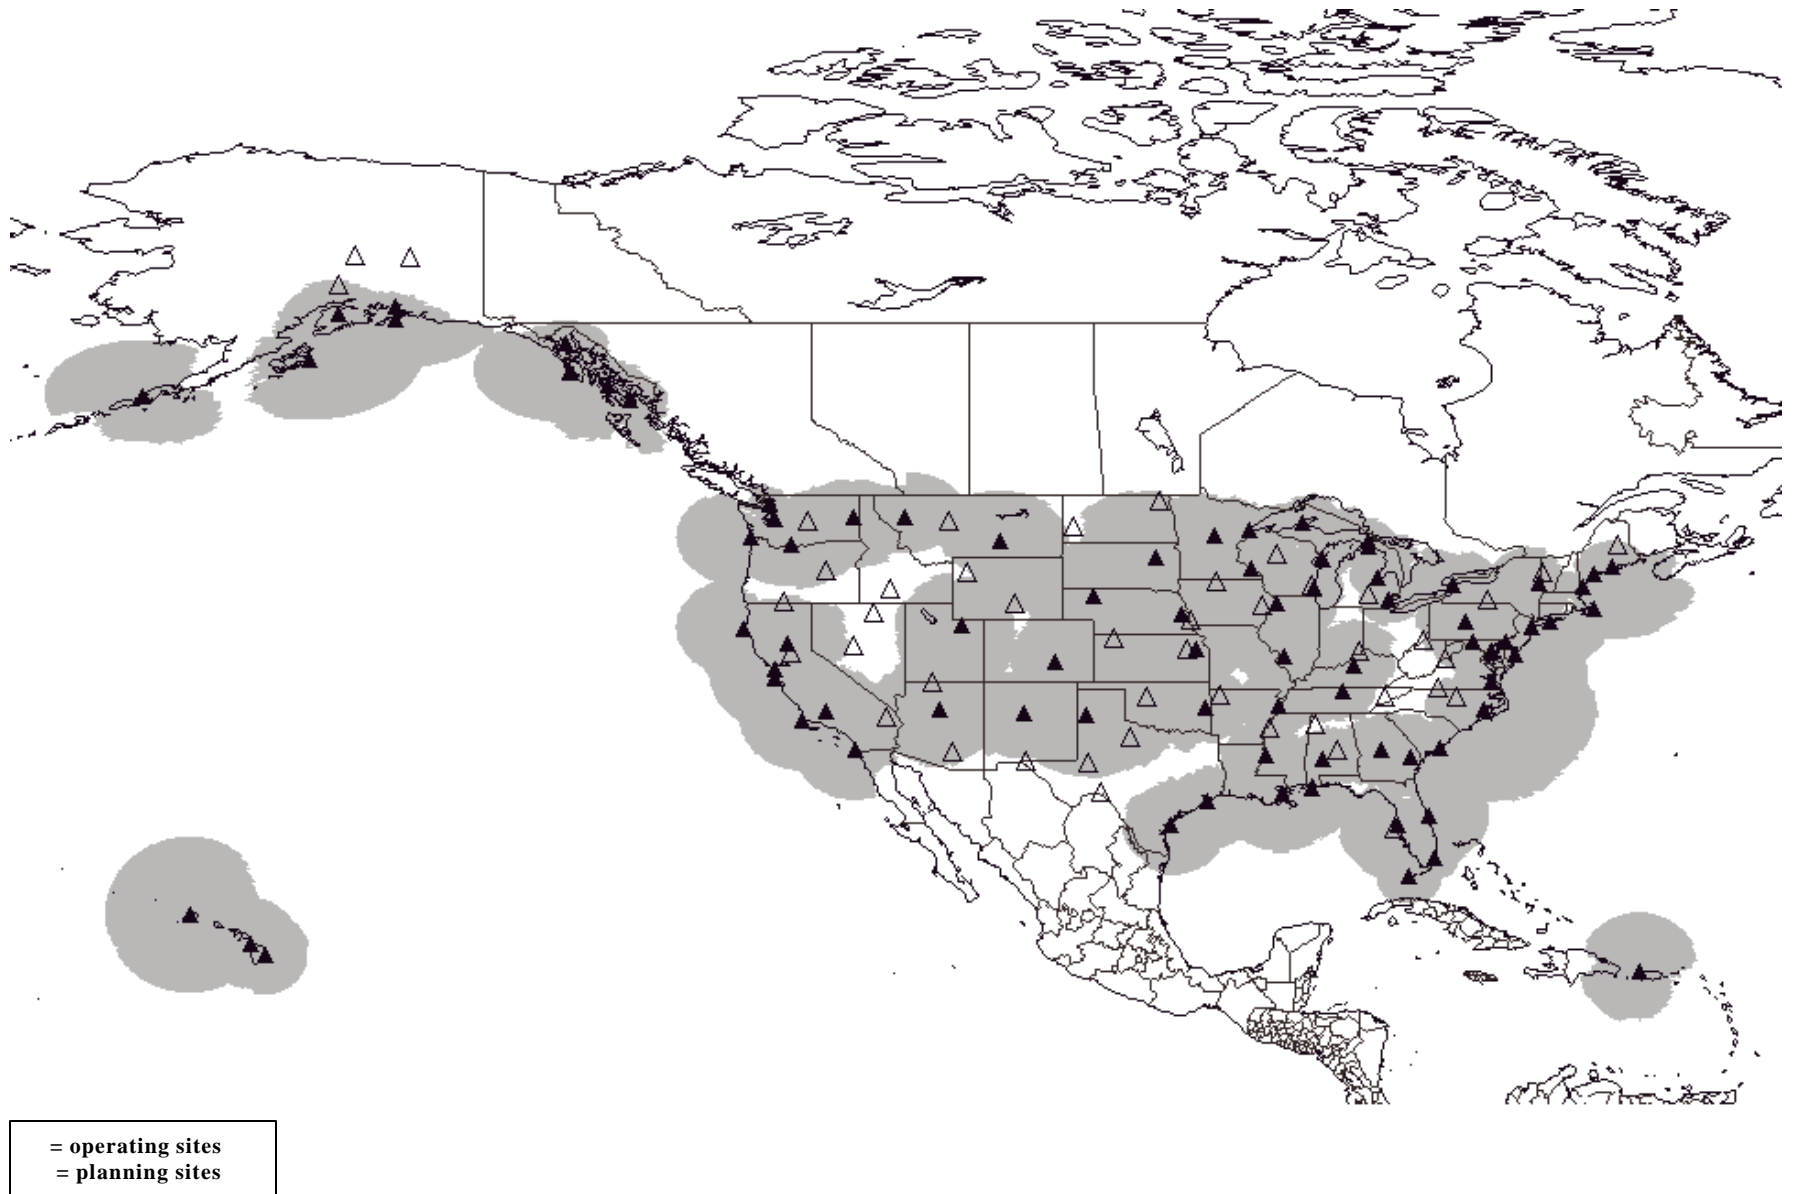 = operating sites
= planning sites